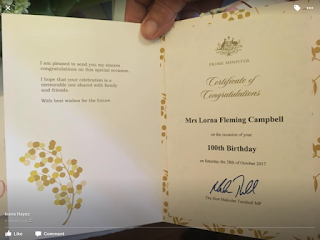 I am pleased to send you my sincere
congratulations on this special occasion.
I hope that your celebration is a
memorable one shared with family
and friends.
With best wishes for the future.
PRIME MINISTER
Certificate of
Congratulations
Mrs Lorna Fleming Campbell
on the occasion of your
100th Birthday
on Saturday the 28th of October 2017
The Hon Malcolm Turnbull MP
Like
Comment